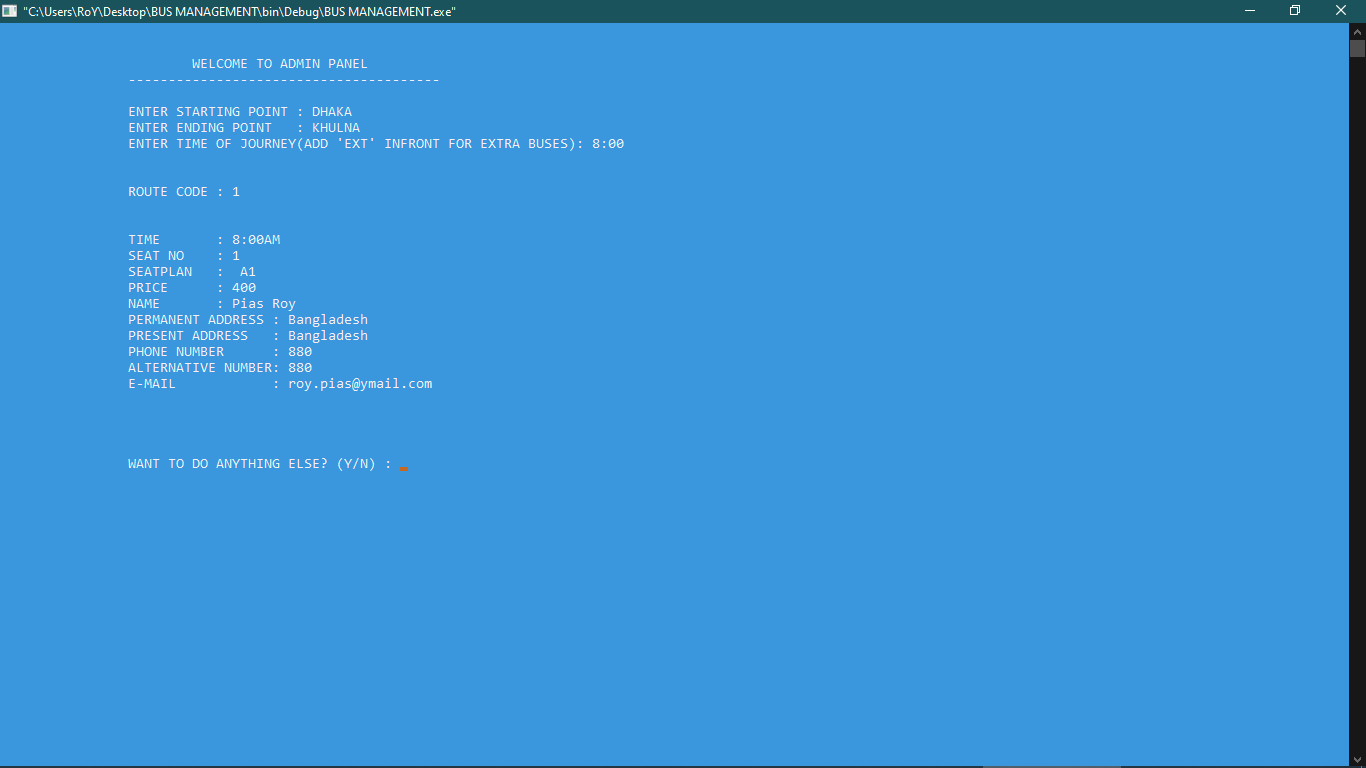 "C:\Users\RoY\Desktop\BUS MANAGEMENT\bin\Debug\BUS MANAGEMENT.exe"
WELCOME TO ADMIN PANEL
---------------------------------------
ENTER STARTING POINT : DHAKA
ENTER ENDING POINT   : KHULNA
ENTER TIME OF JOURNEY(ADD 'EXT' INFRONT FOR EXTRA BUSES): 8:00
ROUTE CODE : 1
TIME       : 8:00AM
SEAT NO    : 1
SEATPLAN   :  A1
PRICE      : 400
NAME       : Pias Roy
PERMANENT ADDRESS : Bangladesh
PRESENT ADDRESS   : Bangladesh
PHONE NUMBER      : 880
ALTERNATIVE NUMBER: 880
E-MAIL            : roy.pias@ymail.com
WANT TO DO ANYTHING ELSE? (Y/N) :